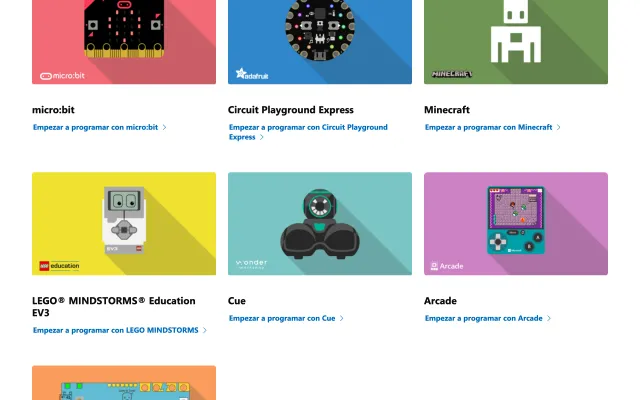 micro:bit
adafruit
MINECRAFT
micro:bit
Circuit Playground Express
Minecraft
Empezar a programar con micro:bit
Empezar a programar con Circuit Playground
Express
Empezar a programar con Minecraft
EV3
education
wonder
workshop
Arcade
LEGO® MINDSTORMS® Education
EV3
Cue
Arcade
Empezar a programar con LEGO MINDSTORMS
Empezar a programar con Cue
Empezar a programar con Arcade